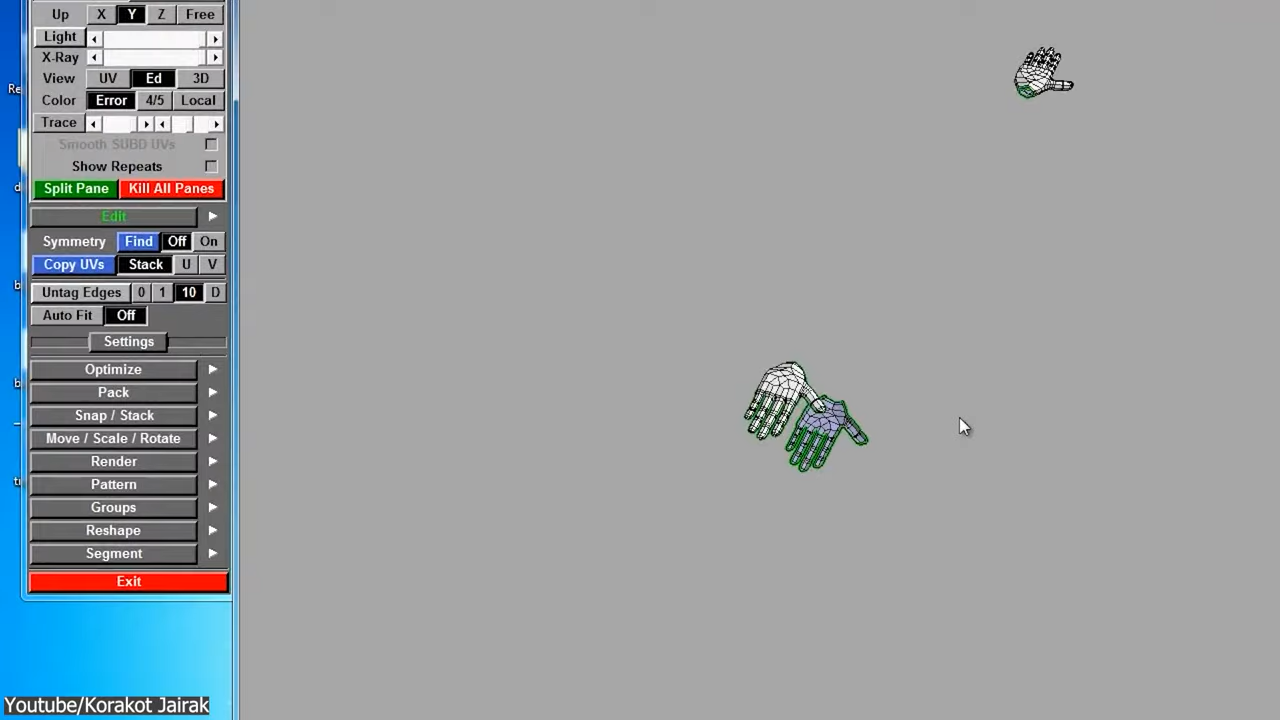 Up X Y Z Free
Light
X-Ray
View UV Ed 3D
Color Error 4/5 Local
Trace
Smooth SUBD UVs
Show Repeats
Split Pane Kill All Panes
Edit
Symmetry Find Off On
Copy UVs Stack U V
Untag Edges 0 1 10 D
Auto Fit Off
Settings
Optimize
Pack
Snap / Stack
Move / Scale / Rotate
Render
Pattern
Groups
Reshape
Segment
Exit
Youtube/Korakot Jairak